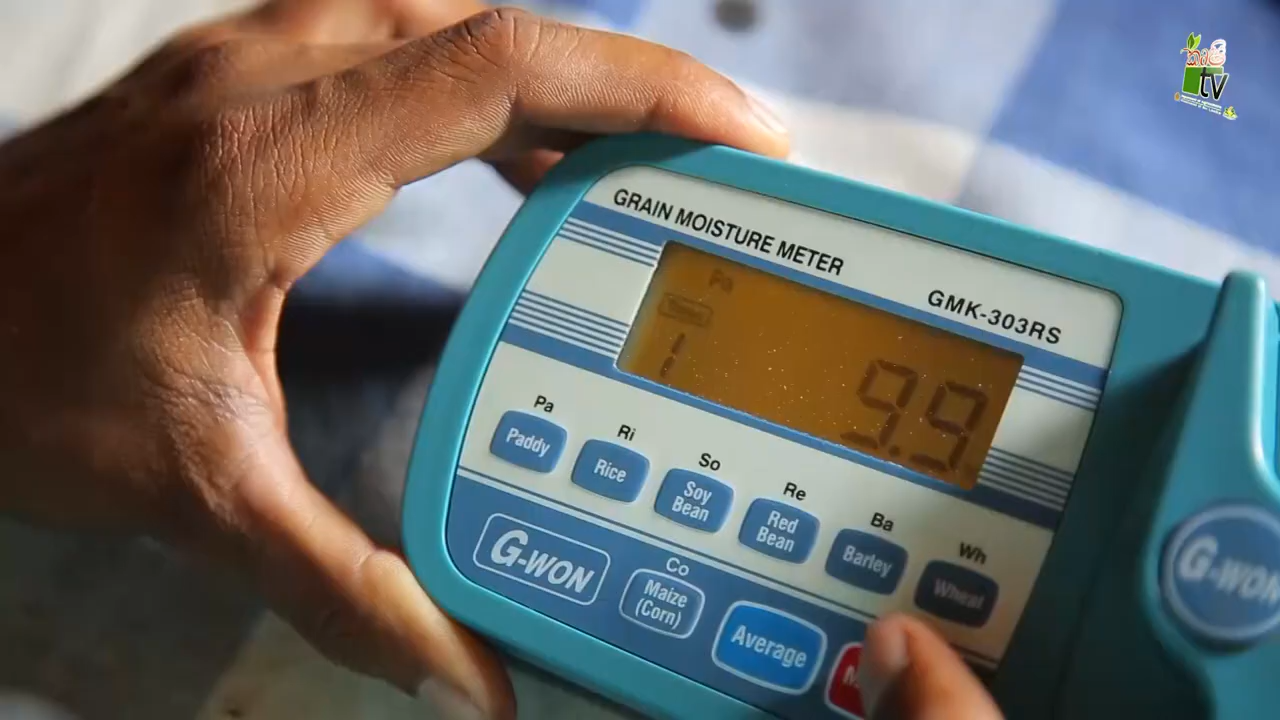 කෘෂි
tv
GRAIN MOISTURE METER
GMK-303RS
Pa
1 9.9
Pa Ri So Re Ba Wh
Paddy Rice Soy Bean Red Bean Barley Wheat
G-WON
Co
Maize (Corn)
Average
G-WON